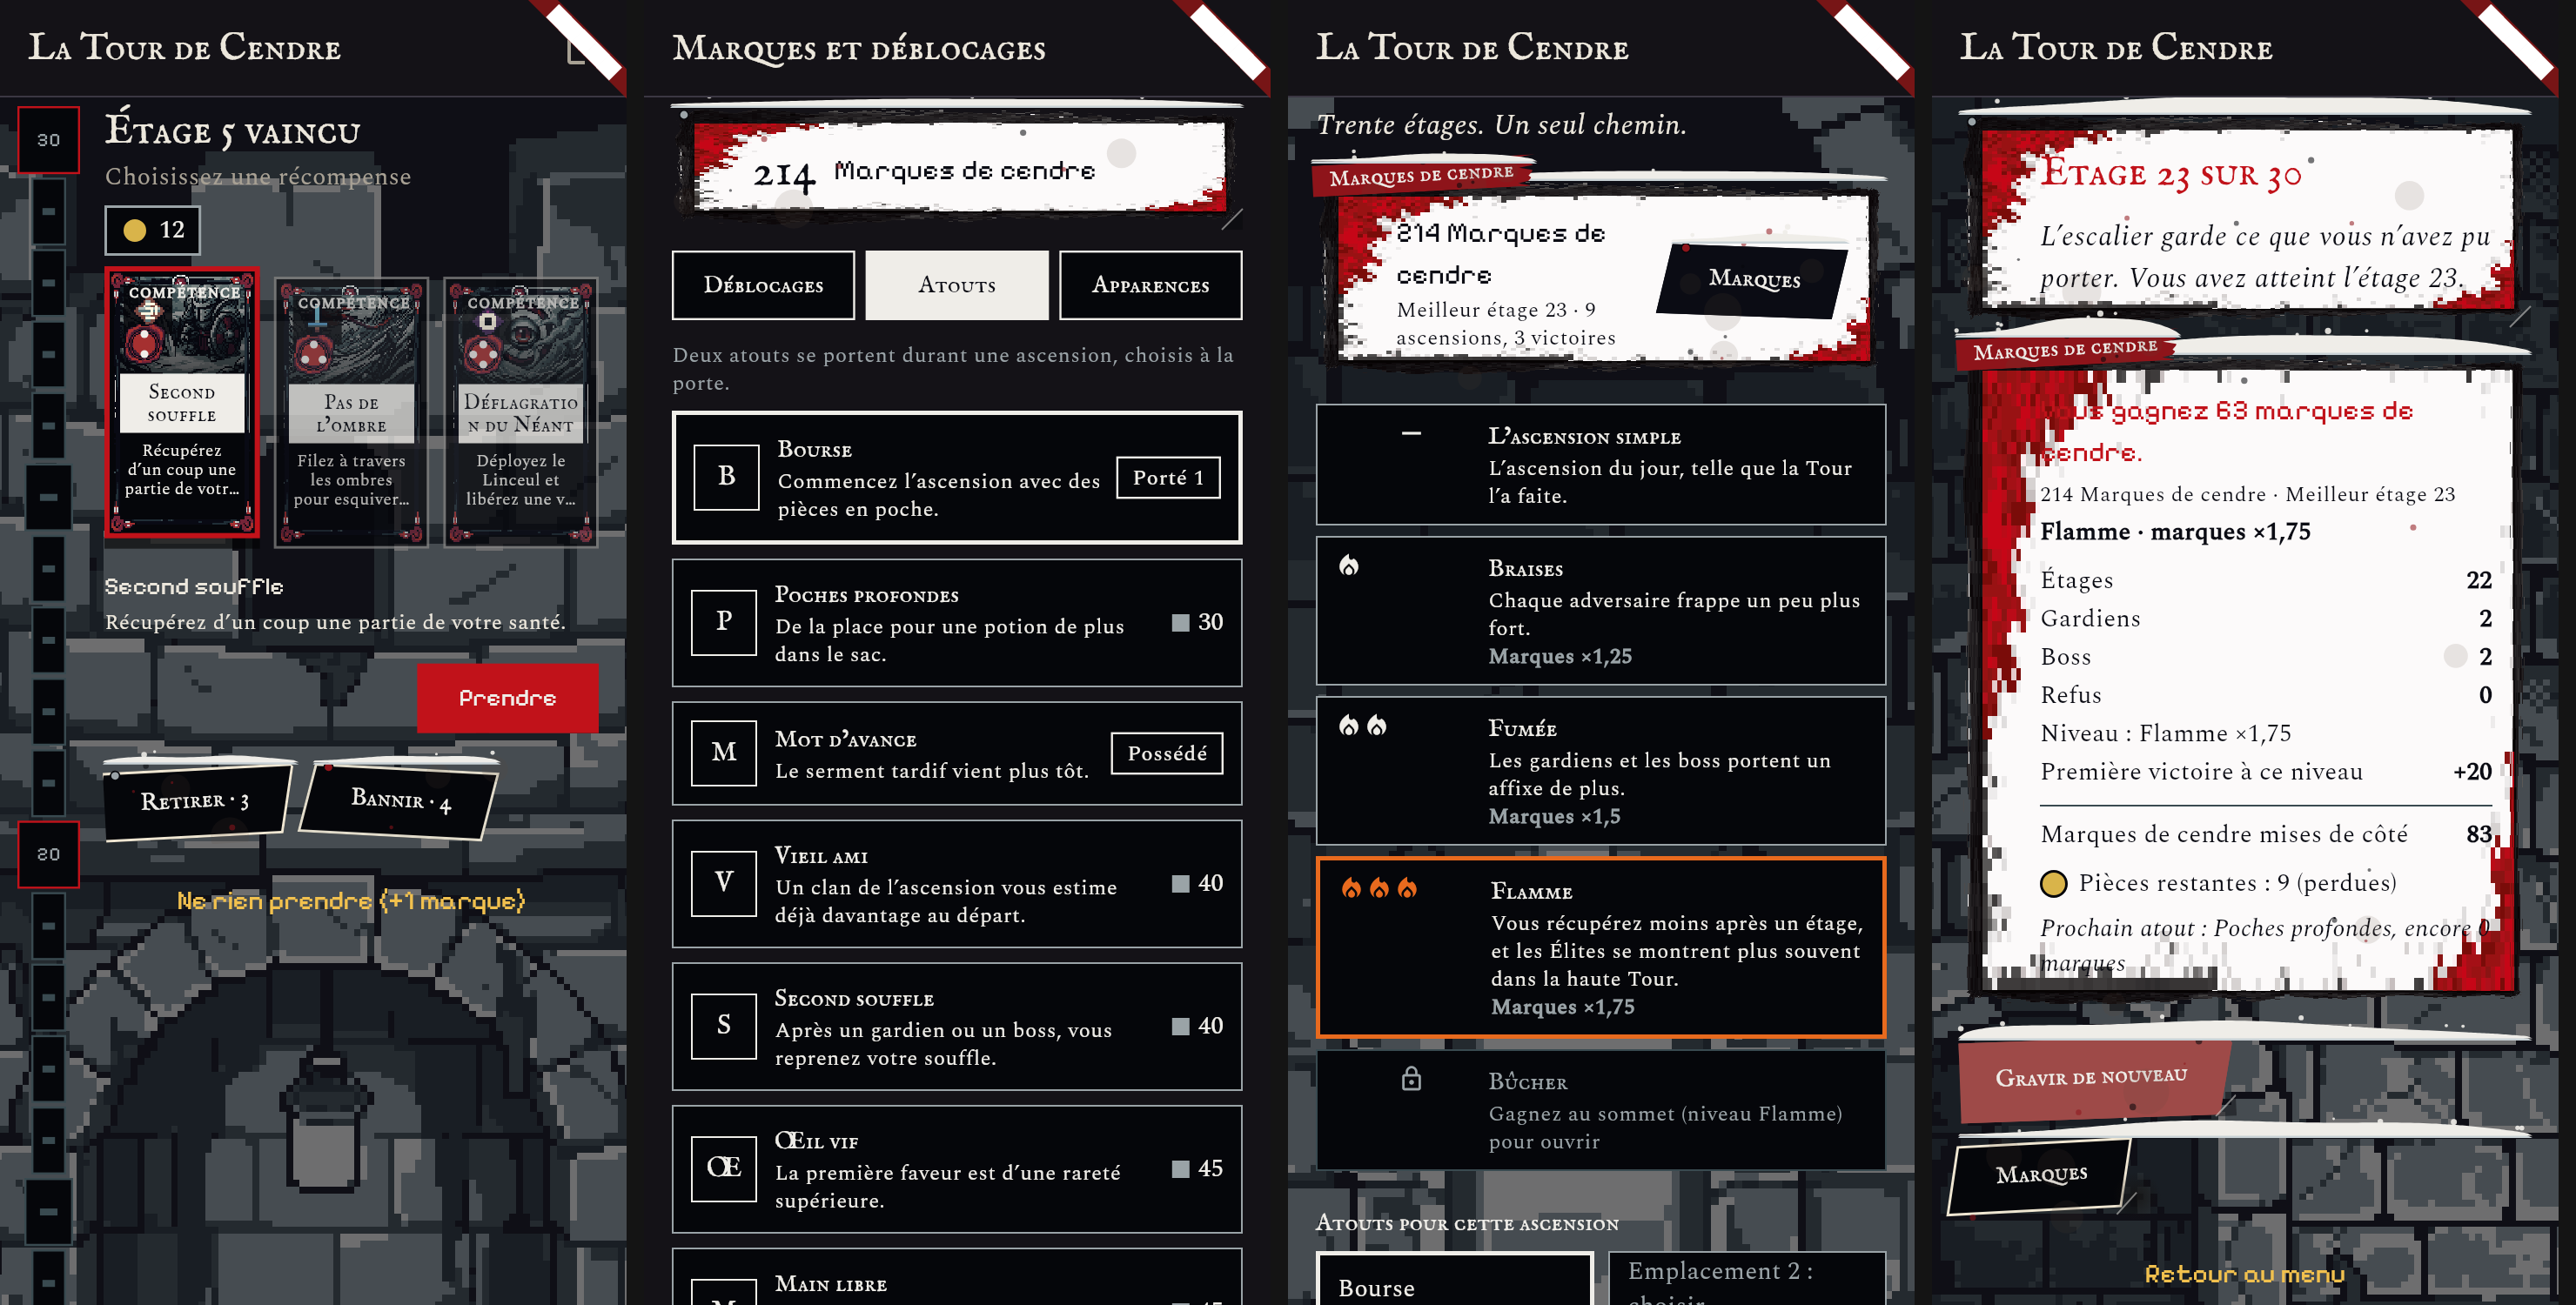 La Tour de Cendre
30
Étage 5 vaincu
Choisissez une récompense
12
COMPÉTENCE
Second
souffle
Récupérez
d'un coup une
partie de votr…
COMPÉTENCE
Pas de
l'ombre
Filez à travers
les ombres
pour esquiver…
COMPÉTENCE
Déflagratio
n du Néant
Déployez le
Linceul et
libérez une v…
Second souffle
Récupérez d'un coup une partie de votre santé.
Prendre
Retirer · 3
Bannir · 4
20
Ne rien prendre (+1 marque)
Marques et déblocages
214 Marques de cendre
Déblocages
Atouts
Apparences
Deux atouts se portent durant une ascension, choisis à la
porte.
B
Bourse
Commencez l'ascension avec des
pièces en poche.
Porté 1
P
Poches profondes
De la place pour une potion de plus
dans le sac.
30
M
Mot d'avance
Le serment tardif vient plus tôt.
Possédé
V
Vieil ami
Un clan de l'ascension vous estime
déjà davantage au départ.
40
S
Second souffle
Après un gardien ou un boss, vous
reprenez votre souffle.
40
Œ
Œil vif
La première faveur est d'une rareté
supérieure.
45
Main libre
La Tour de Cendre
Trente étages. Un seul chemin.
Marques de cendre
214 Marques de
cendre
Meilleur étage 23 · 9
ascensions, 3 victoires
Marques
L'ascension simple
L'ascension du jour, telle que la Tour
l'a faite.
Braises
Chaque adversaire frappe un peu plus
fort.
Marques ×1,25
Fumée
Les gardiens et les boss portent un
affixe de plus.
Marques ×1,5
Flamme
Vous récupérez moins après un étage,
et les Élites se montrent plus souvent
dans la haute Tour.
Marques ×1,75
Bûcher
Gagnez au sommet (niveau Flamme)
pour ouvrir
Atouts pour cette ascension
Bourse
Emplacement 2 :
choisir
La Tour de Cendre
Étage 23 sur 30
L'escalier garde ce que vous n'avez pu
porter. Vous avez atteint l'étage 23.
Marques de cendre
Vous gagnez 63 marques de
cendre.
214 Marques de cendre · Meilleur étage 23
Flamme · marques ×1,75
Étages 22
Gardiens 2
Boss 2
Refus 0
Niveau : Flamme ×1,75
Première victoire à ce niveau +20
Marques de cendre mises de côté 83
Pièces restantes : 9 (perdues)
Prochain atout : Poches profondes, encore 0
marques
Gravir de nouveau
Marques
Retour au menu